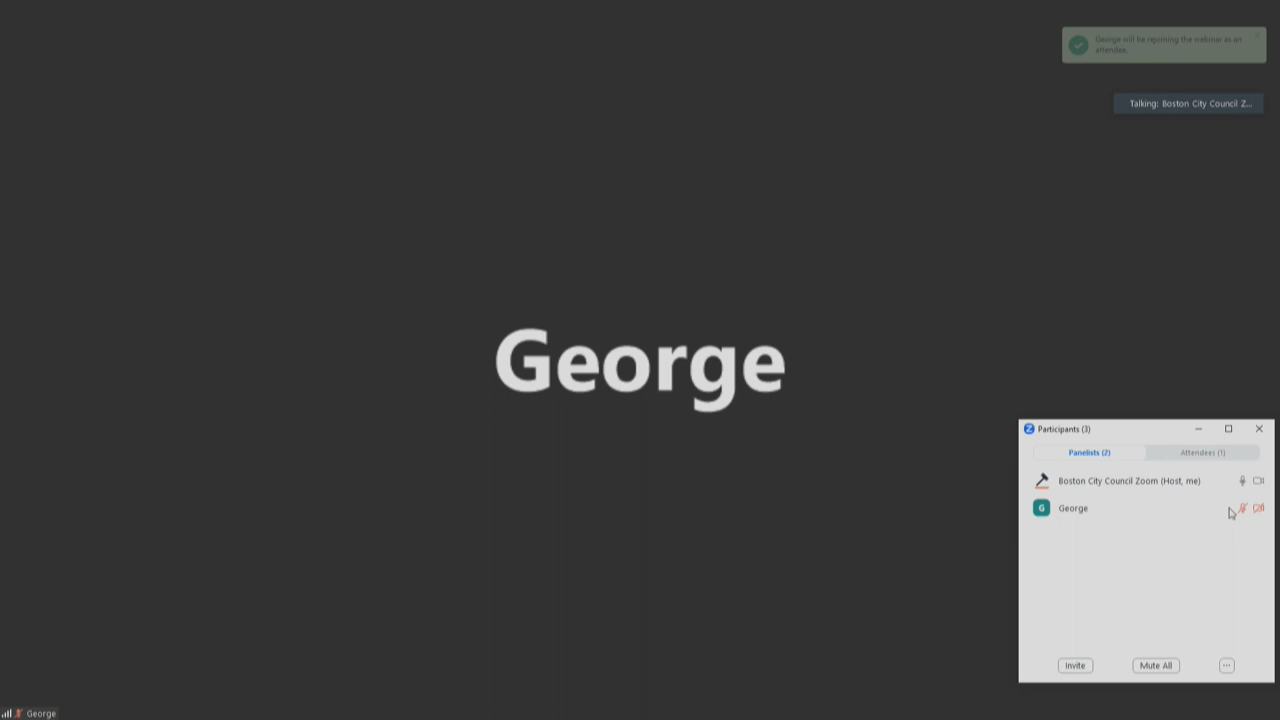 George will be rejoining the webinar as an
attendee.
Talking: Boston City Council Z...
George
Participants (3)
Panelists (2)
Attendees (1)
Boston City Council Zoom (Host, me)
G
George
Invite
Mute All
George